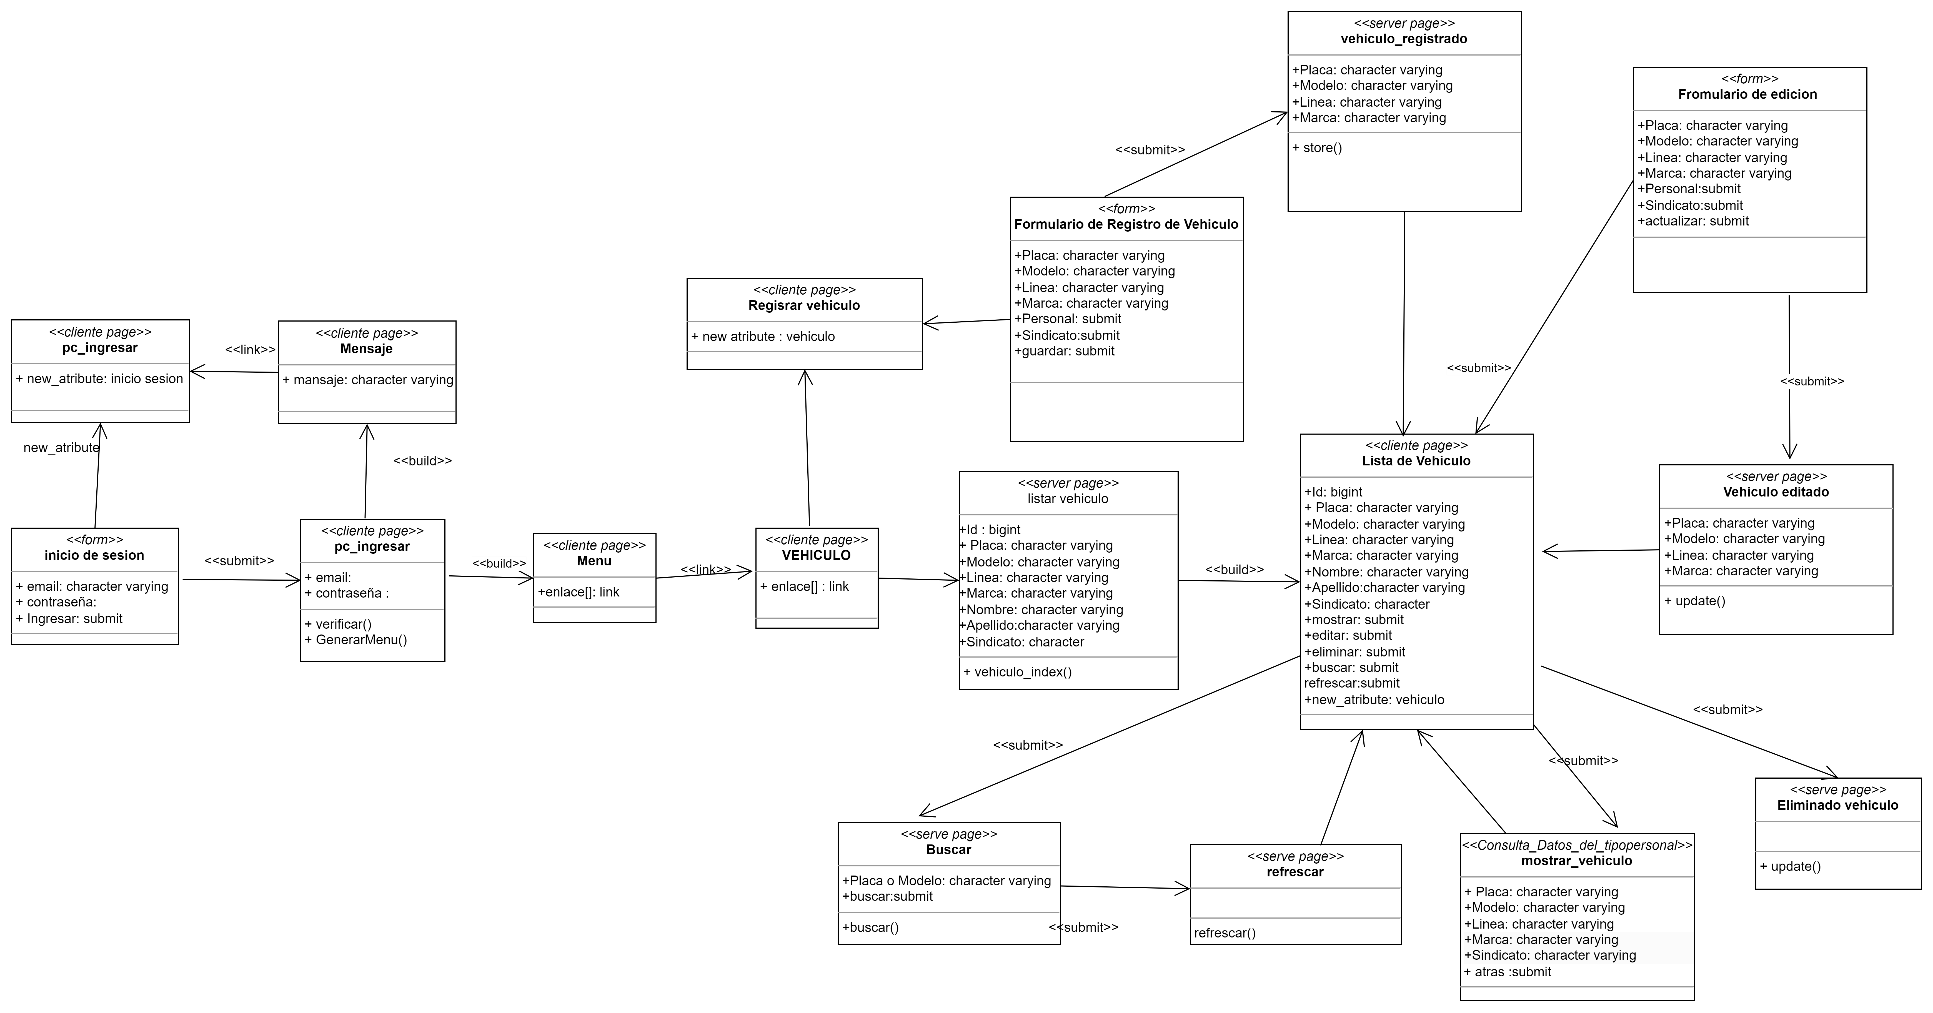 <<cliente page>>
pc_ingresar
+ new_atribute: inicio sesion
<<link>>
<<cliente page>>
Mensaje
+ mansaje: character varying
new_atribute
<<build>>
<<form>>
inicio de sesion
+ email: character varying
+ contraseña:
+ Ingresar: submit
<<submit>>
<<cliente page>>
pc_ingresar
+ email:
+ contraseña :
+ verificar()
+ GenerarMenu()
<<build>>
<<cliente page>>
Menu
+enlace[]: link
<<link>>
<<cliente page>>
VEHICULO
+ enlace[] : link
<<cliente page>>
Regisrar vehiculo
+ new atribute : vehiculo
<<form>>
Formulario de Registro de Vehiculo
+Placa: character varying
+Modelo: character varying
+Linea: character varying
+Marca: character varying
+Personal: submit
+Sindicato:submit
+guardar: submit
<<submit>>
<<server page>>
vehiculo_registrado
+Placa: character varying
+Modelo: character varying
+Linea: character varying
+Marca: character varying
+ store()
<<form>>
Fromulario de edicion
+Placa: character varying
+Modelo: character varying
+Linea: character varying
+Marca: character varying
+Personal:submit
+Sindicato:submit
+actualizar: submit
<<submit>>
<<submit>>
<<server page>>
listar vehiculo
+Id : bigint
+ Placa: character varying
+Modelo: character varying
+Linea: character varying
+Marca: character varying
+Nombre: character varying
+Apellido:character varying
+Sindicato: character
+ vehiculo_index()
<<build>>
<<cliente page>>
Lista de Vehiculo
+Id: bigint
+ Placa: character varying
+Modelo: character varying
+Linea: character varying
+Marca: character varying
+Nombre: character varying
+Apellido:character varying
+Sindicato: character
+mostrar: submit
+editar: submit
+eliminar: submit
+buscar: submit
refrescar:submit
+new_atribute: vehiculo
<<server page>>
Vehiculo editado
+Placa: character varying
+Modelo: character varying
+Linea: character varying
+Marca: character varying
+ update()
<<submit>>
<<submit>>
<<submit>>
<<serve page>>
Buscar
+Placa o Modelo: character varying
+buscar:submit
+buscar()
<<submit>>
<<serve page>>
refrescar
refrescar()
<<Consulta_Datos_del_tipopersonal>>
mostrar_vehiculo
+ Placa: character varying
+Modelo: character varying
+Linea: character varying
+Marca: character varying
+Sindicato: character varying
+ atras :submit
<<serve page>>
Eliminado vehiculo
+ update()